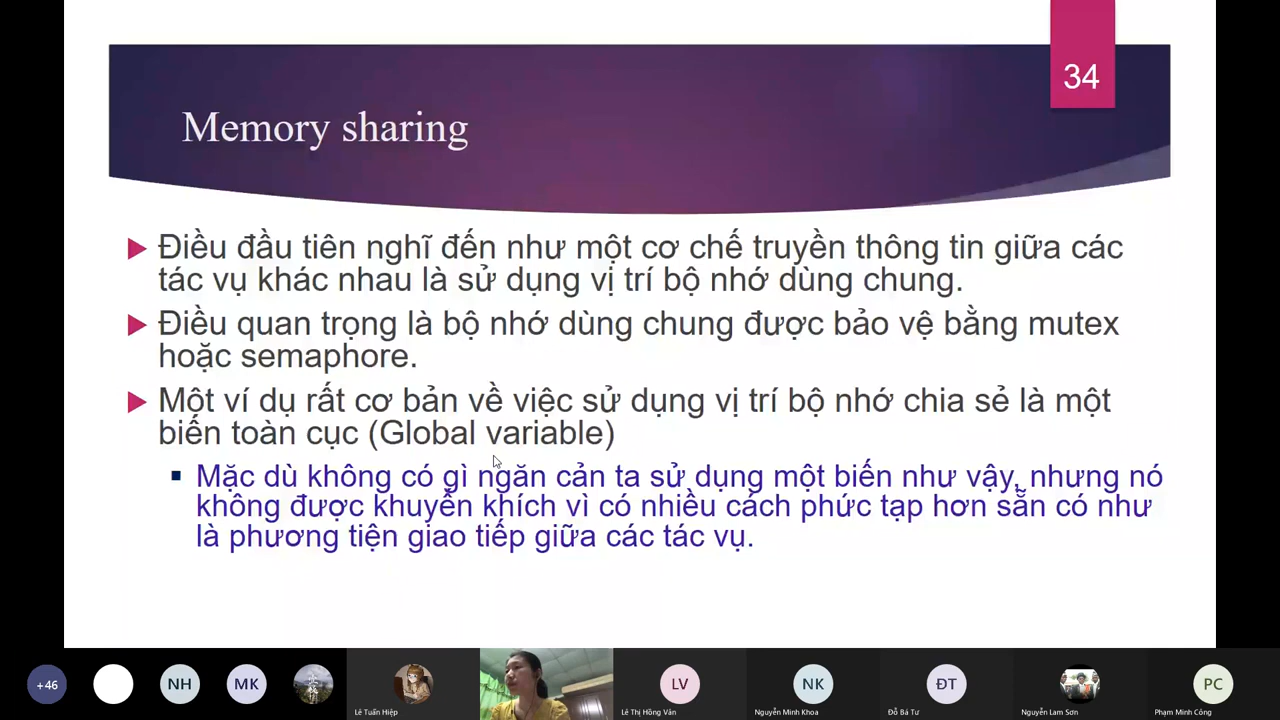 34
Memory sharing
Điều đầu tiên nghĩ đến như một cơ chế truyền thông tin giữa các
tác vụ khác nhau là sử dụng vị trí bộ nhớ dùng chung.
Điều quan trọng là bộ nhớ dùng chung được bảo vệ bằng mutex
hoặc semaphore.
Một ví dụ rất cơ bản về việc sử dụng vị trí bộ nhớ chia sẻ là một
biến toàn cục (Global variable)
Mặc dù không có gì ngăn cản ta sử dụng một biến như vậy, nhưng nó
không được khuyến khích vì có nhiều cách phức tạp hơn sẵn có như
là phương tiện giao tiếp giữa các tác vụ.
+46
NH
MK
LV
NK
ĐT
PC
Lê Tuấn Hiệp
Lê Thị Hồng Vân
Nguyễn Minh Khoa
Đỗ Bá Tư
Nguyễn Lam Sơn
Phạm Minh Công